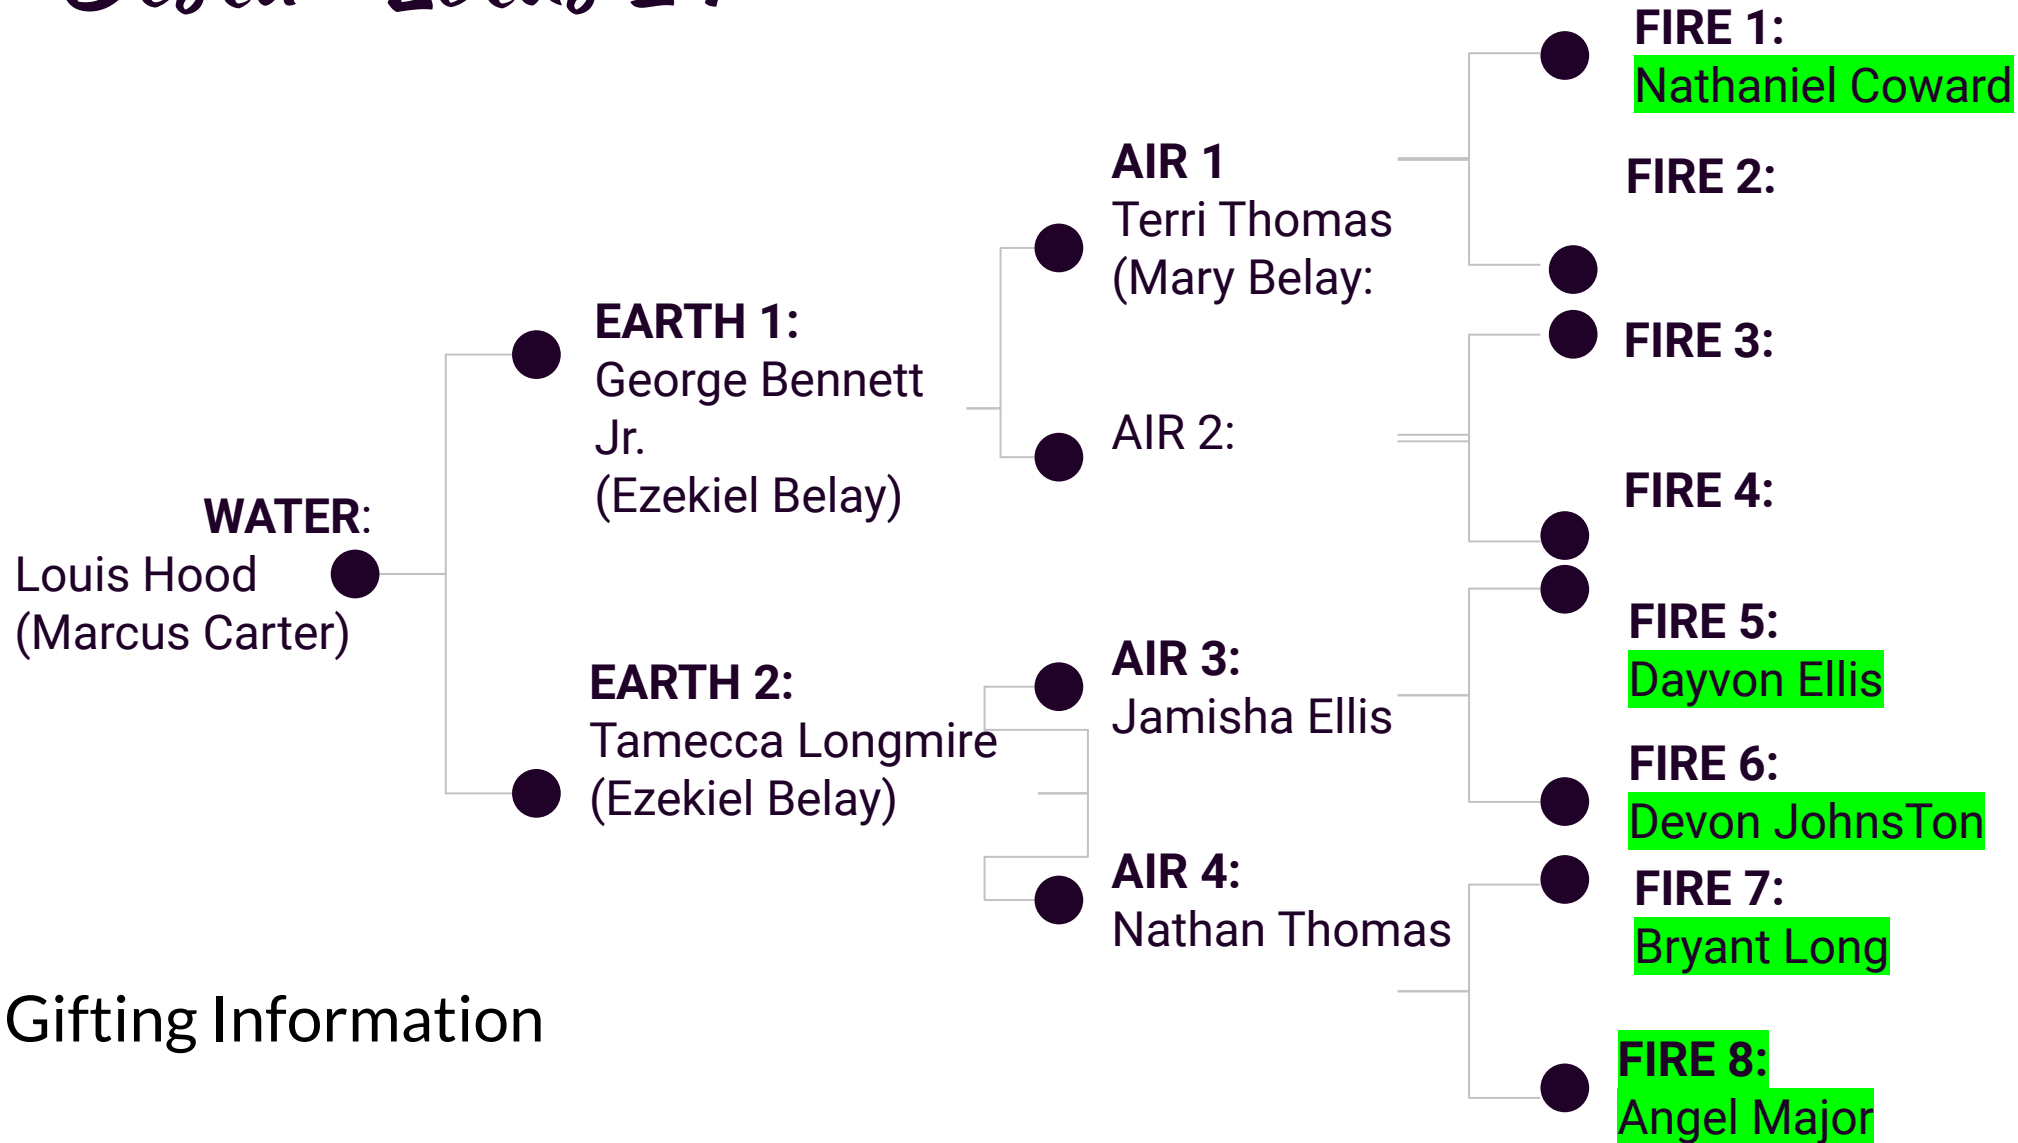 FIRE 1:
Nathaniel Coward
AIR 1
Terri Thomas
(Mary Belay:
FIRE 2:
EARTH 1:
George Bennett
Jr.
(Ezekiel Belay)
FIRE 3:
AIR 2:
FIRE 4:
WATER:
Louis Hood
(Marcus Carter)
EARTH 2:
Tamecca Longmire
(Ezekiel Belay)
AIR 3:
Jamisha Ellis
FIRE 5:
Dayvon Ellis
FIRE 6:
Devon JohnsTon
AIR 4:
Nathan Thomas
FIRE 7:
Bryant Long
FIRE 8:
Angel Major
Gifting Information